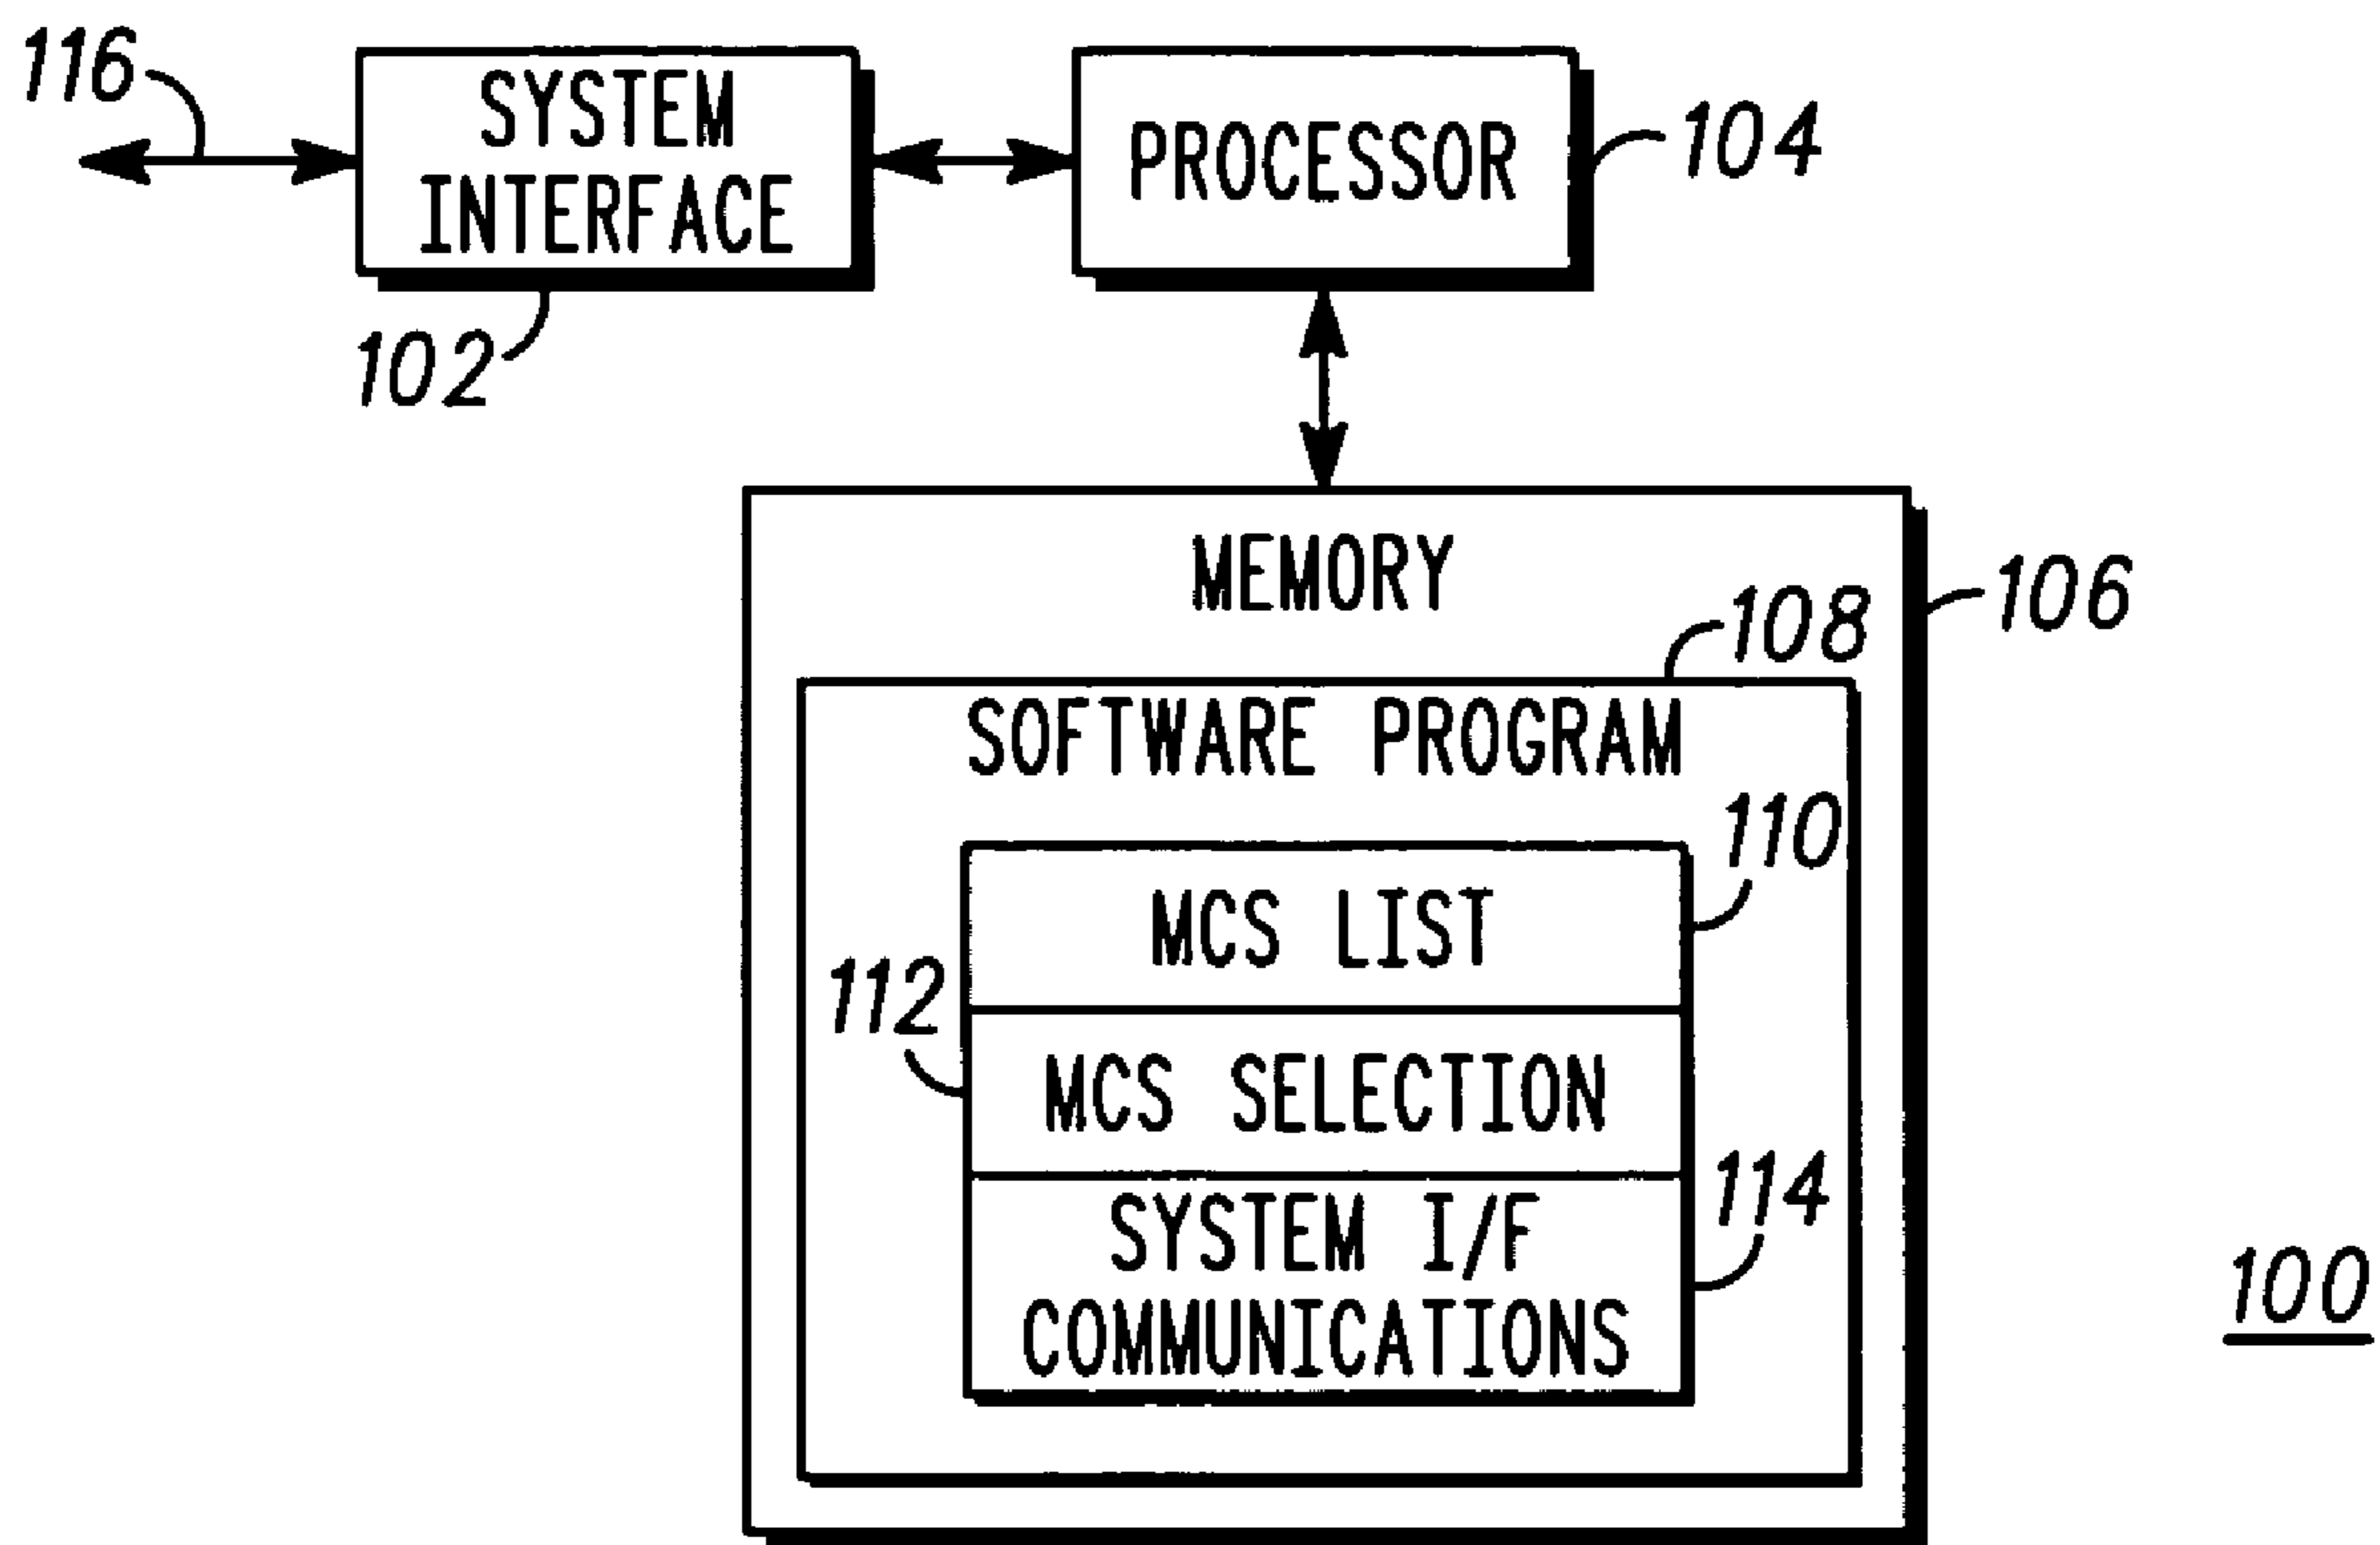 116
SYSTEM
INTERFACE
PROCESSOR
104
102
MEMORY
106
108
SOFTWARE PROGRAM
110
MCS LIST
112
MCS SELECTION
114
SYSTEM I/F
COMMUNICATIONS
100